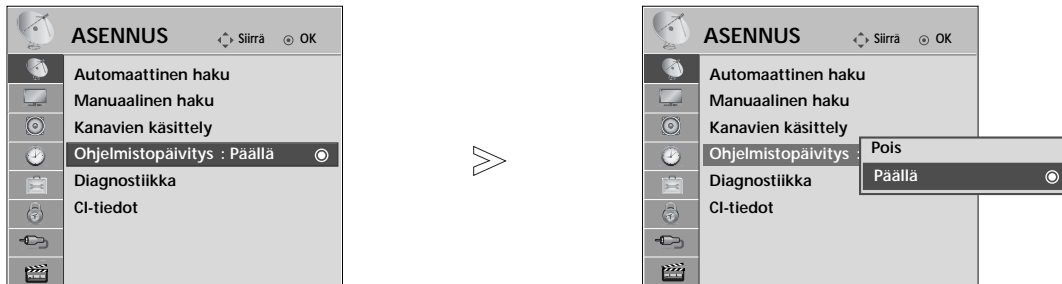 ASENNUS Siirrä OK
Automaattinen haku
Manuaalinen haku
Kanavien käsittely
Ohjelmistopäivitys : Päällä
Diagnostiikka
CI-tiedot
ASENNUS Siirrä OK
Automaattinen haku
Manuaalinen haku
Kanavien käsittely
Ohjelmistopäivitys :
Pois
Päällä
Diagnostiikka
CI-tiedot